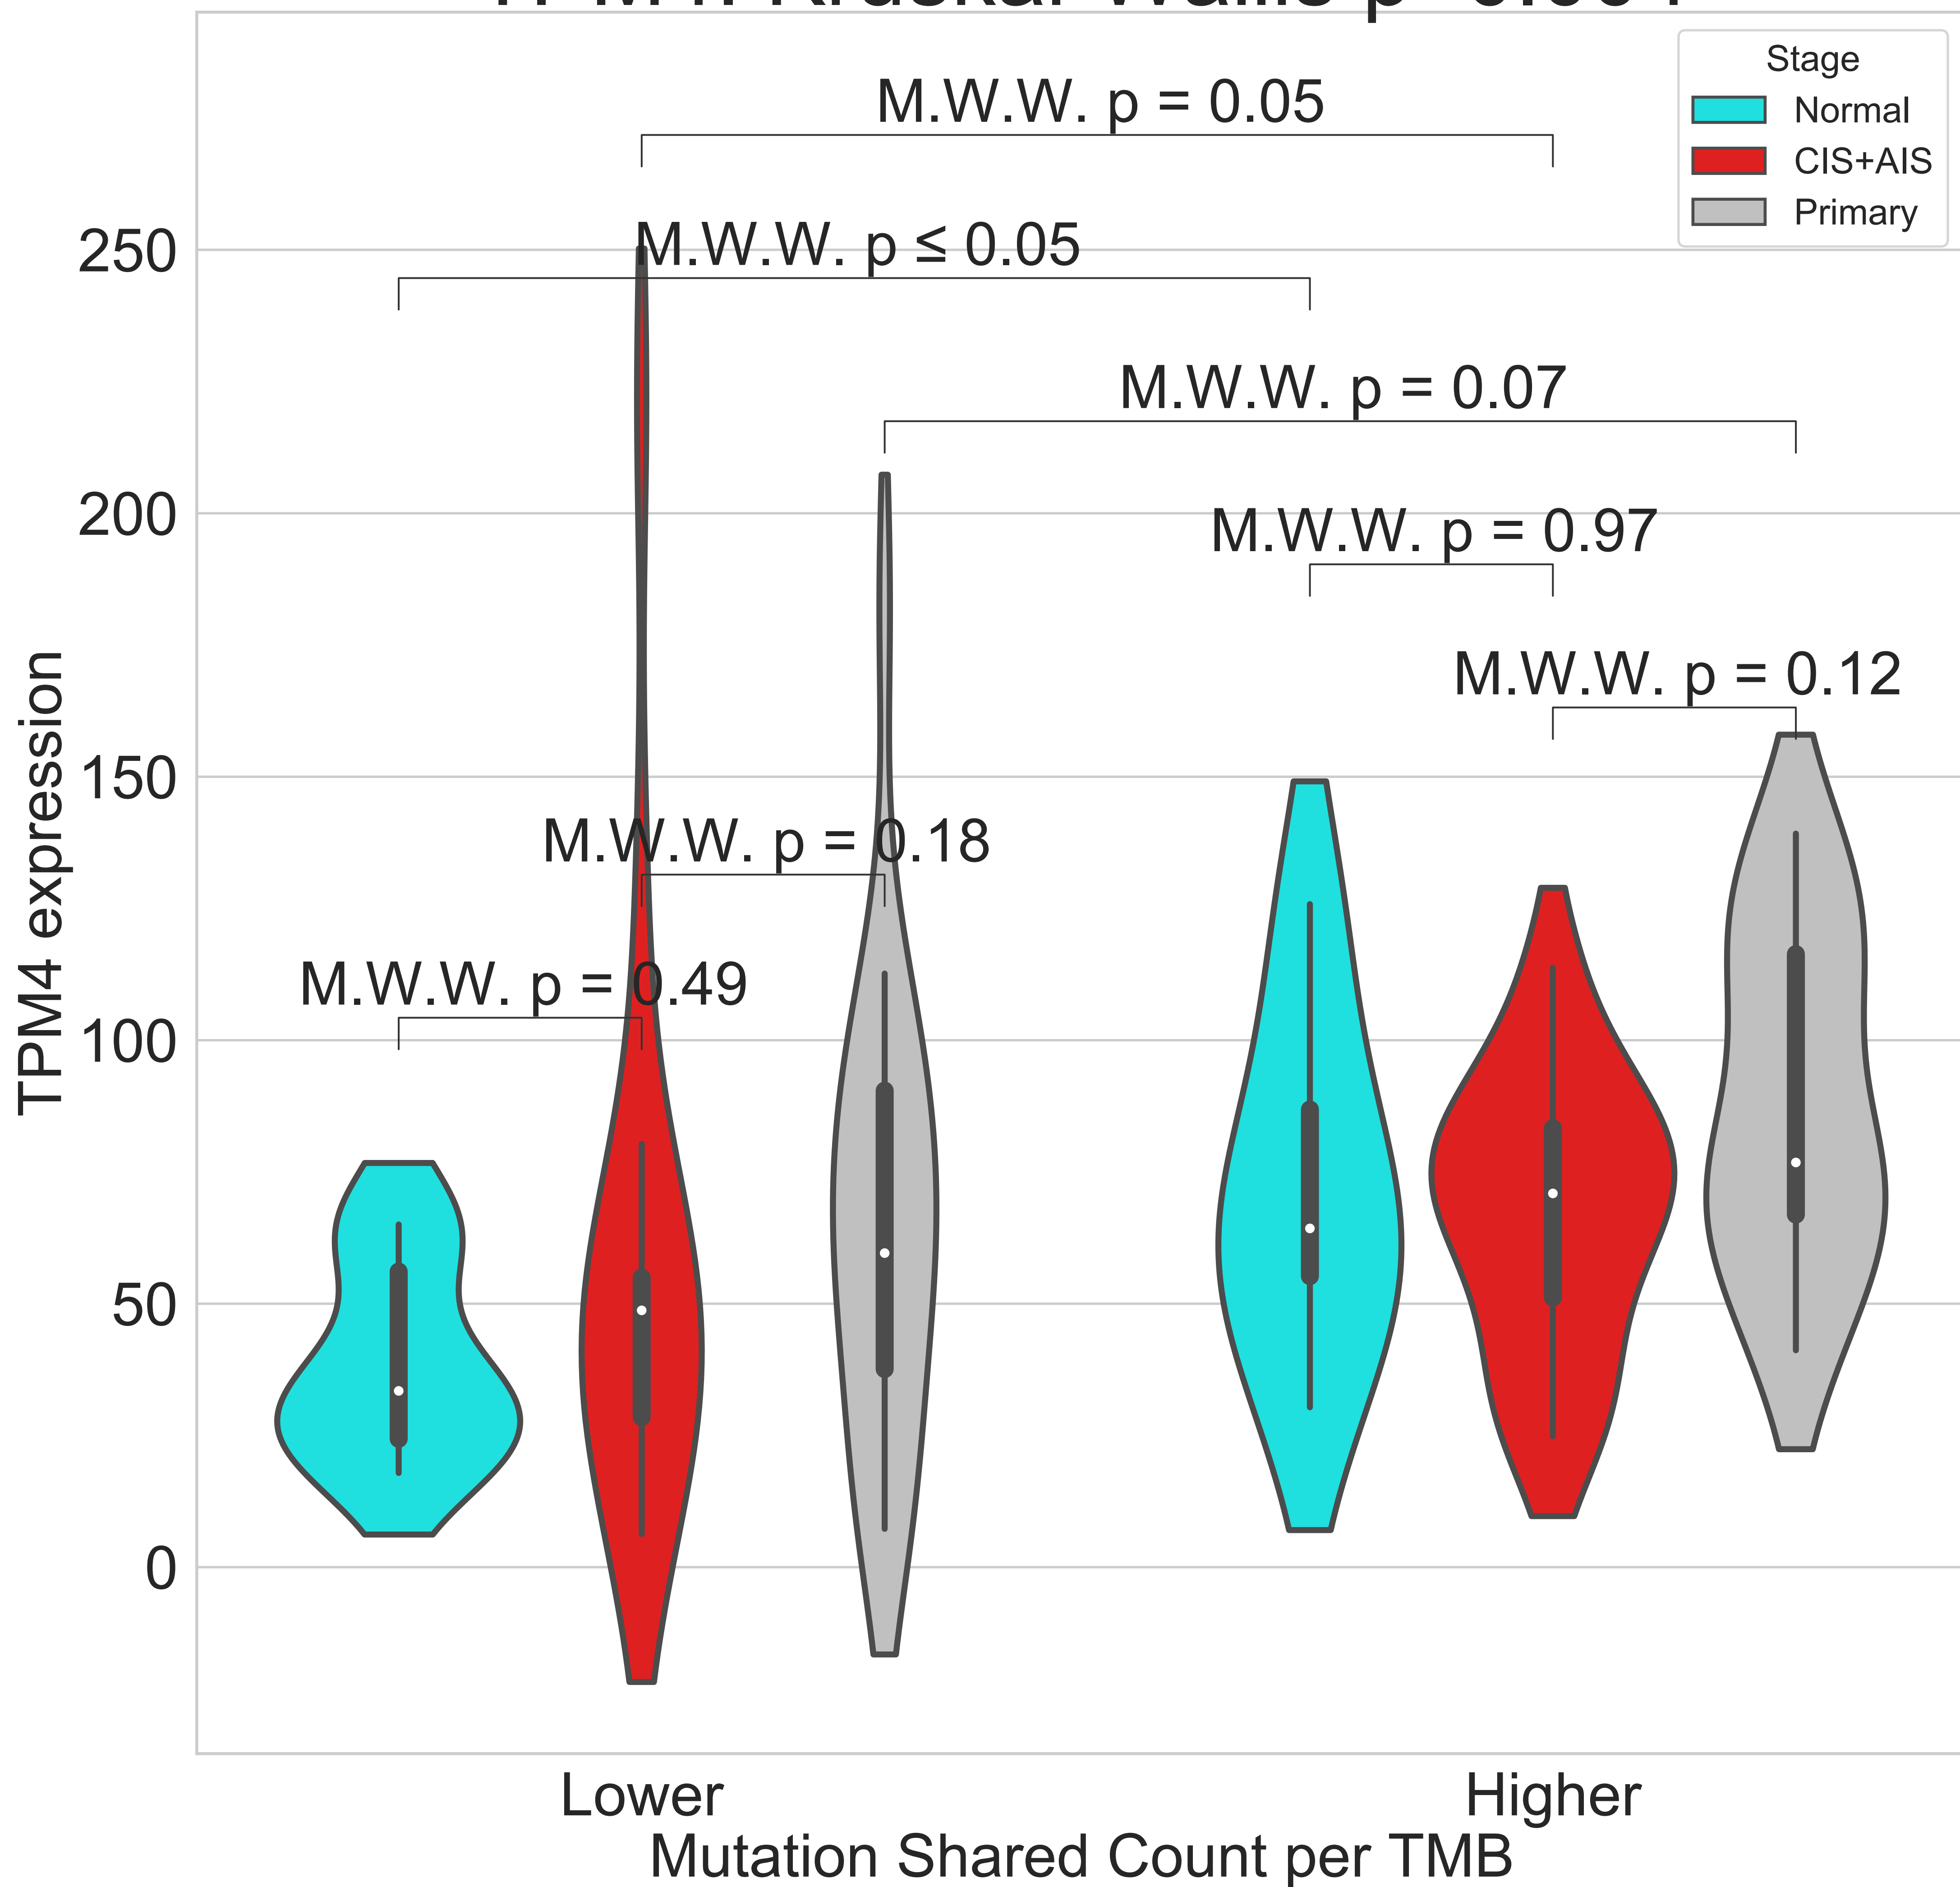 Stage
Normal
CIS+AIS
Primary
M.W.W. p = 0.05
M.W.W. p ≤ 0.05
M.W.W. p = 0.07
M.W.W. p = 0.97
M.W.W. p = 0.12
M.W.W. p = 0.18
M.W.W. p = 0.49
250
200
150
100
50
0
TPM4 expression
Lower
Higher
Mutation Shared Count per TMB